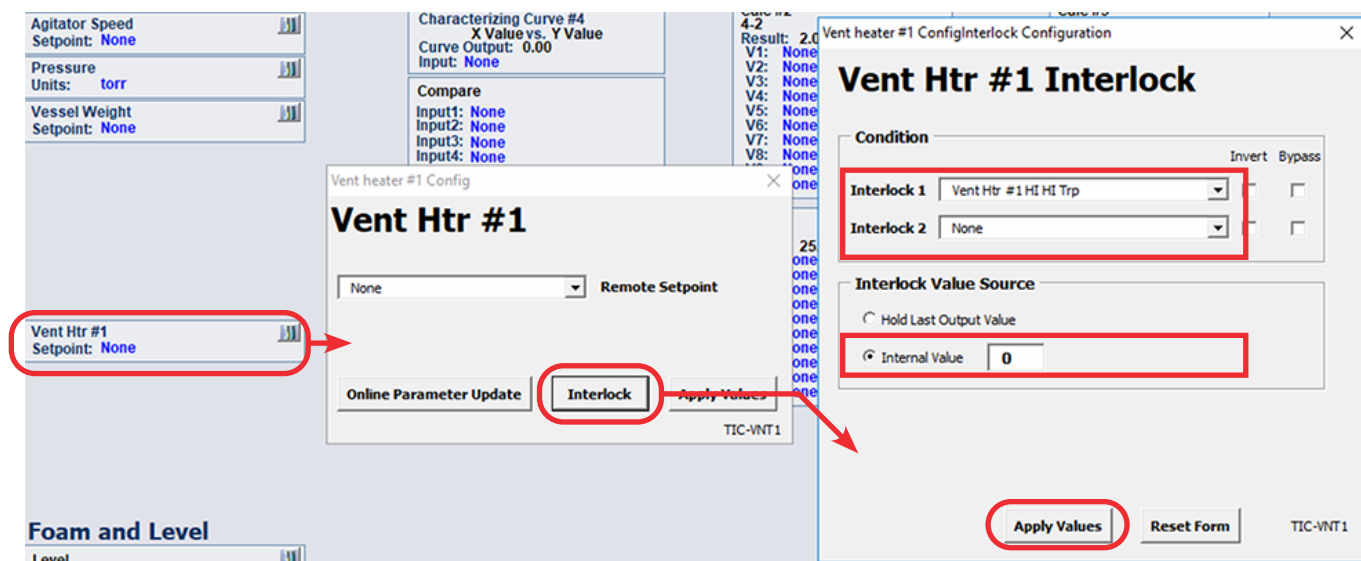 Agitator Speed
Setpoint: None
Pressure
Units: torr
Vessel Weight
Setpoint: None
Vent Htr #1
Setpoint: None
Foam and Level
Level
Characterizing Curve #4
X Value vs. Y Value
Curve Output: 0.00
Input: None
Compare
Input1: None
Input2: None
Input3: None
Input4: None
4-2
Result: 2.0
V1: None
V2: None
V3: None
V4: None
V5: None
V6: None
V7: None
V8: None
25
Vent heater #1 Config
Vent Htr #1
None Remote Setpoint
Online Parameter Update Interlock Apply Values
TIC-VNT1
Vent heater #1 ConfigInterlock Configuration
Vent Htr #1 Interlock
Condition
Invert Bypass
Interlock 1 Vent Htr #1 HI HI Trp
Interlock 2 None
Interlock Value Source
Hold Last Output Value
Internal Value 0
Apply Values Reset Form TIC-VNT1